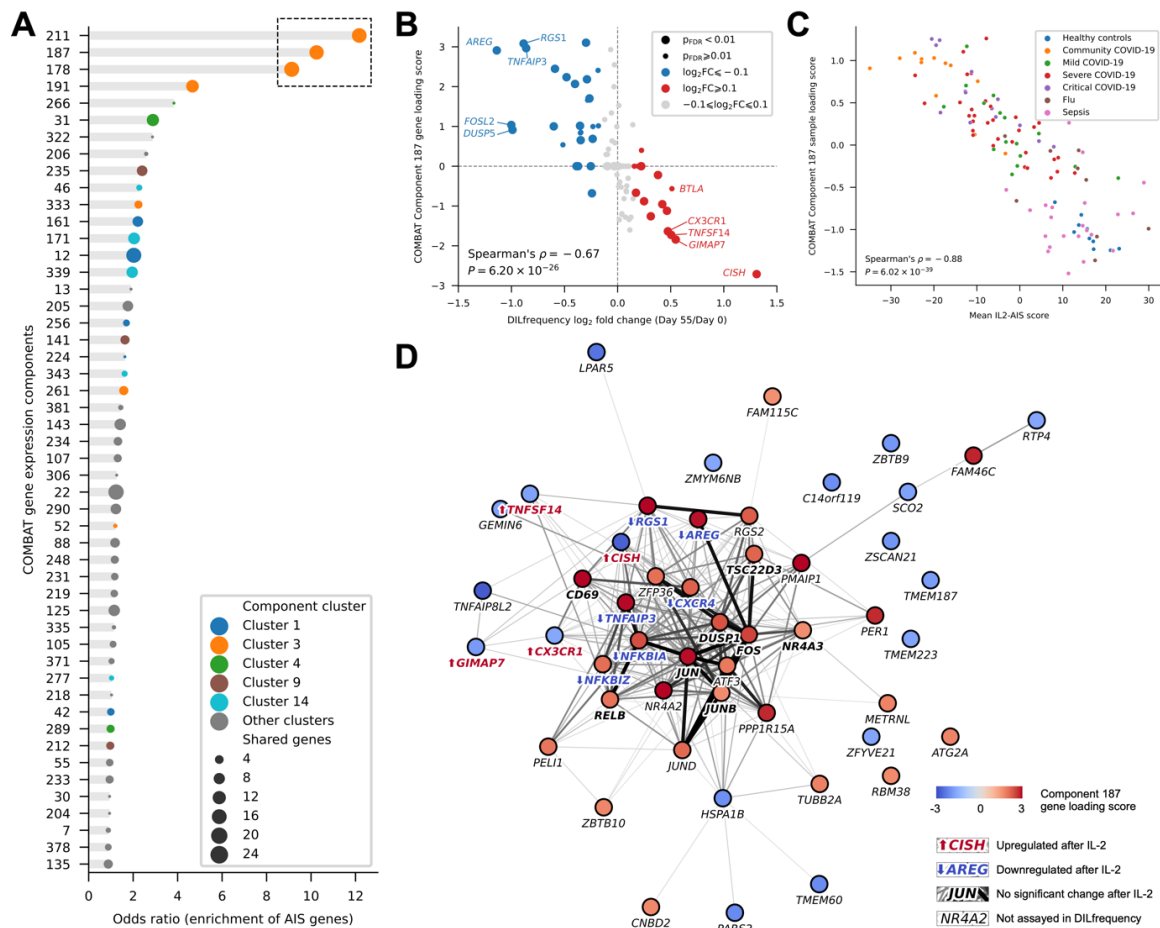 A
COMBAT gene expression components
211
187
178
191
266
31
322
206
235
46
333
161
171
12
339
13
205
256
141
224
343
261
381
143
234
107
306
22
290
52
88
248
231
219
125
335
105
371
277
218
42
289
212
55
233
30
204
7
378
135
0 2 4 6 8 10 12
Odds ratio (enrichment of AIS genes)
Component cluster
Cluster 1
Cluster 3
Cluster 4
Cluster 9
Cluster 14
Other clusters
Shared genes
4
8
12
16
20
24
B
COMBAT Component 187 gene loading score
3
2
1
0
−1
−2
−3
−1.5 −1.0 −0.5 0.0 0.5 1.0 1.5
DILfrequency log₂ fold change (Day 55/Day 0)
AREG
RGS1
TNFAIP3
FOSL2
DUSP5
BTLA
CX3CR1
TNFSF14
GIMAP7
CISH
pFDR < 0.01
pFDR⩾0.01
log₂FC⩽ −0.1
log₂FC⩾0.1
−0.1⩽log₂FC⩽0.1
Spearman's ρ = −0.67
P = 6.20 × 10⁻²⁶
C
COMBAT Component 187 sample loading score
1.0
0.5
0.0
−0.5
−1.0
−1.5
−30 −20 −10 0 10 20 30
Mean IL2-AIS score
Healthy controls
Community COVID-19
Mild COVID-19
Severe COVID-19
Critical COVID-19
Flu
Sepsis
Spearman's ρ = −0.88
P = 6.02 × 10⁻³⁹
D
LPAR5
FAM115C
RTP4
ZBTB9
FAM46C
ZMYM6NB
C14orf119
SCO2
⬆TNFSF14
GEMIN6
⬇RGS1
⬇AREG
RGS2
ZSCAN21
⬆CISH
TSC22D3
PMAIP1
TMEM187
CD69
ZFP36
TNFAIP8L2
⬇CXCR4
⬇TNFAIP3
DUSP1
PER1
FOS
NR4A3
TMEM223
⬆CX3CR1
⬇NFKBIA
⬆GIMAP7
JUN
ATF3
⬇NFKBIZ
NR4A2
JUNB
RELB
PPP1R15A
METRNL
ZFYVE21
ATG2A
PELI1
JUND
RBM38
TUBB2A
HSPA1B
ZBTB10
TMEM60
CNBD2
-3 0 3
Component 187
gene loading score
⬆CISH Upregulated after IL-2
⬇AREG Downregulated after IL-2
JUN No significant change after IL-2
NR4A2 Not assayed in DILfrequency